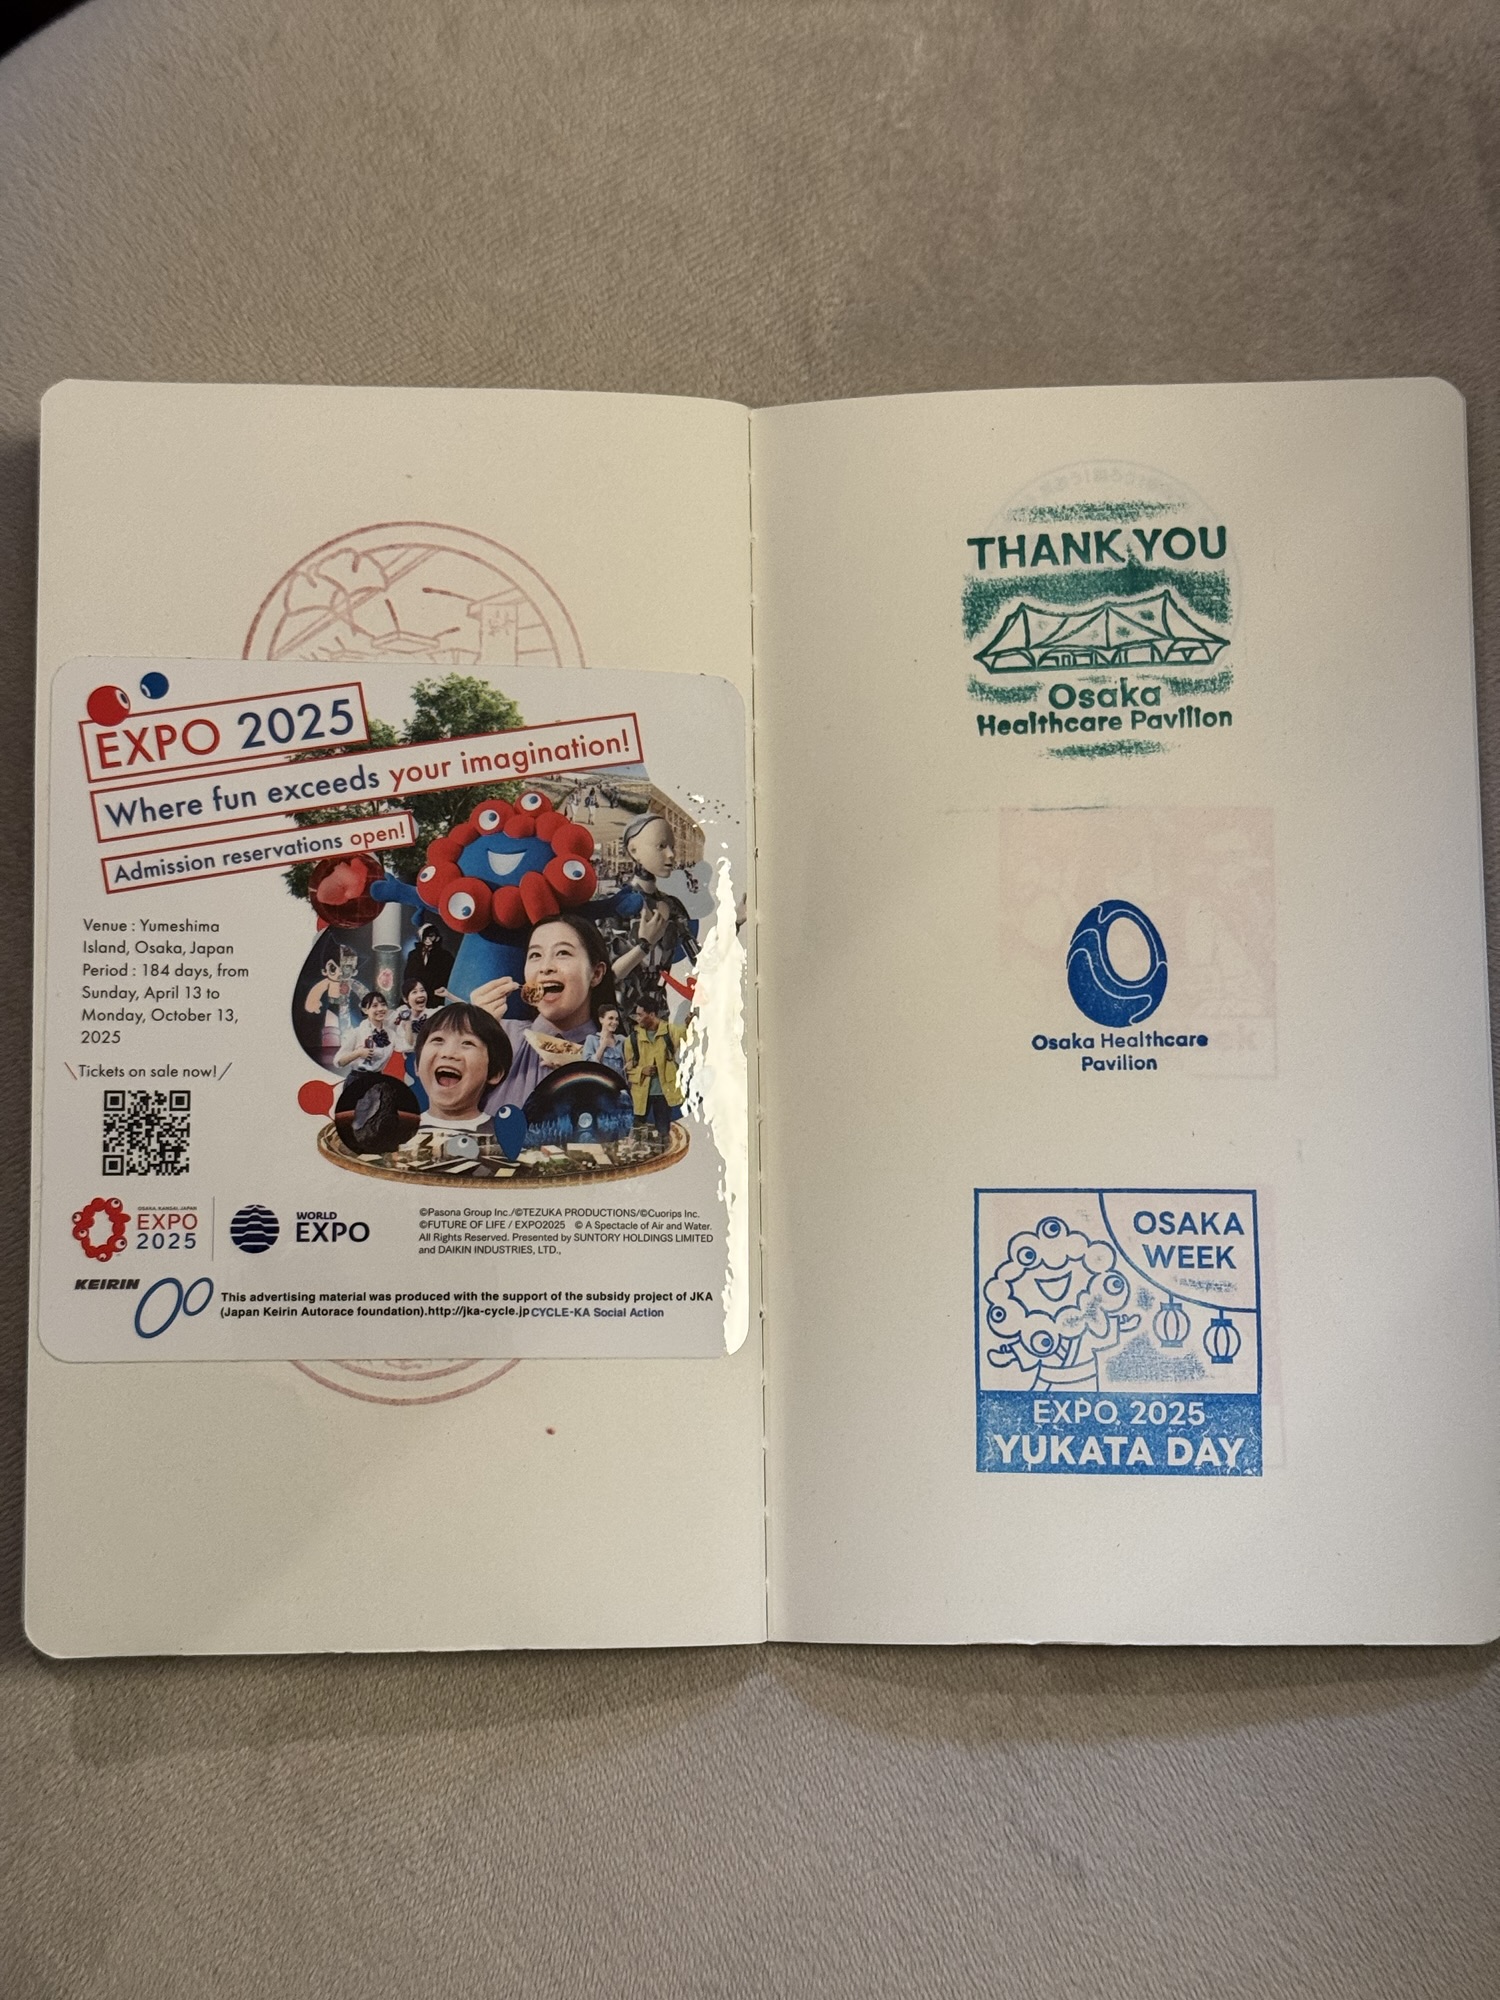 EXPO 2025
Where fun exceeds your imagination!
Admission reservations open!
Venue : Yumeshima
Island, Osaka, Japan
Period : 184 days, from
Sunday, April 13 to
Monday, October 13,
2025
\Tickets on sale now!/
OSAKA, KANSAI, JAPAN
EXPO
2025
WORLD
EXPO
©Pasona Group Inc./©TEZUKA PRODUCTIONS/©Cuorips Inc.
©FUTURE OF LIFE / EXPO2025 © A Spectacle of Air and Water.
All Rights Reserved. Presented by SUNTORY HOLDINGS LIMITED
and DAIKIN INDUSTRIES, LTD.,
KEIRIN
This advertising material was produced with the support of the subsidy project of JKA
(Japan Keirin Autorace foundation).http://jka-cycle.jp CYCLE-KA Social Action
THANK YOU
Osaka
Healthcare Pavilion
Osaka Healthcare
Pavilion
OSAKA
WEEK
EXPO 2025
YUKATA DAY